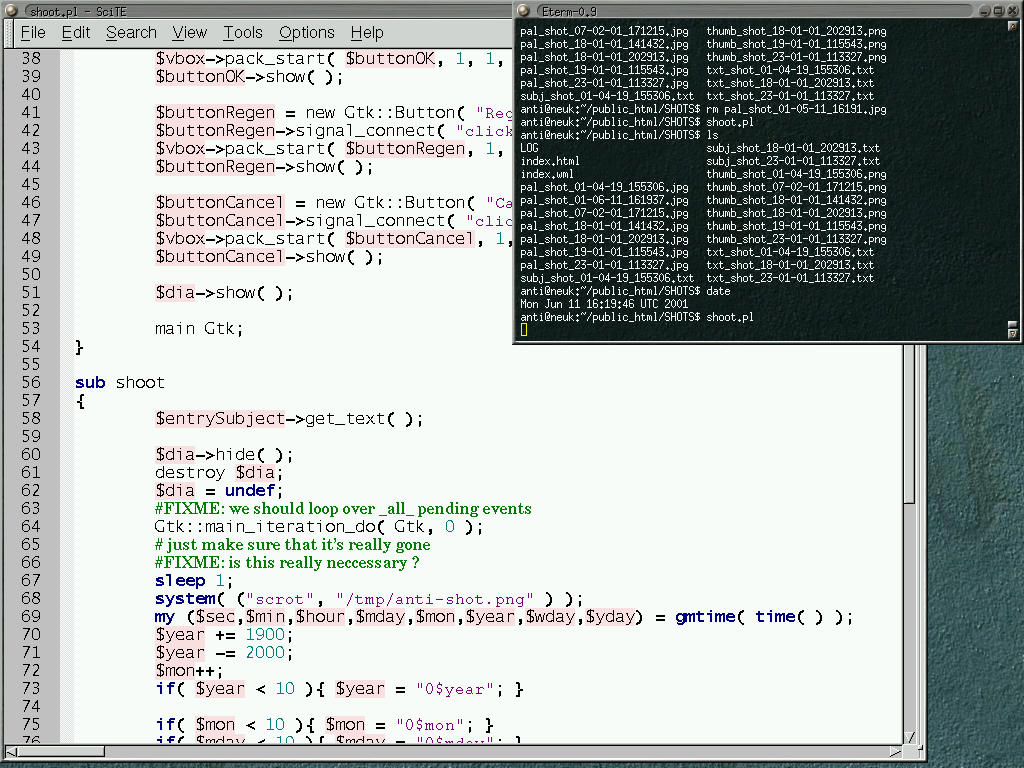 shoot.pl - SciTE
File Edit Search View Tools Options Help
38 $vbox->pack_start( $buttonOK, 1, 1,
39 $buttonOK->show( );
40
41 $buttonRegen = new Gtk::Button( "Reg
42 $buttonRegen->signal_connect( "click
43 $vbox->pack_start( $buttonRegen, 1,
44 $buttonRegen->show( );
45
46 $buttonCancel = new Gtk::Button( "Ca
47 $buttonCancel->signal_connect( "clic
48 $vbox->pack_start( $buttonCancel, 1,
49 $buttonCancel->show( );
50
51 $dia->show( );
52
53 main Gtk;
54 }
55
56 sub shoot
57 {
58 $entrySubject->get_text( );
59
60 $dia->hide( );
61 destroy $dia;
62 $dia = undef;
63 #FIXME: we should loop over _all_ pending events
64 Gtk::main_iteration_do( Gtk, 0 );
65 # just make sure that it's really gone
66 #FIXME: is this really neccessary ?
67 sleep 1;
68 system( ("scrot", "/tmp/anti-shot.png" ) );
69 my ($sec,$min,$hour,$mday,$mon,$year,$wday,$yday) = gmtime( time( ) );
70 $year += 1900;
71 $year -= 2000;
72 $mon++;
73 if( $year < 10 ){ $year = "0$year"; }
74
75 if( $mon < 10 ){ $mon = "0$mon"; }
76 if( $mday < 10 ){ $mday = "0$mday"; }
Eterm-0.9
pal_shot_07-02-01_171215.jpg thumb_shot_18-01-01_202913.png
pal_shot_18-01-01_141432.jpg thumb_shot_19-01-01_115543.png
pal_shot_18-01-01_202913.jpg thumb_shot_23-01-01_113327.png
pal_shot_19-01-01_115543.jpg txt_shot_01-04-19_155306.txt
pal_shot_23-01-01_113327.jpg txt_shot_18-01-01_202913.txt
subj_shot_01-04-19_155306.txt txt_shot_23-01-01_113327.txt
anti@neuk:~/public_html/SHOTS$ rm pal_shot_01-05-11_16191.jpg
anti@neuk:~/public_html/SHOTS$ shoot.pl
anti@neuk:~/public_html/SHOTS$ ls
LOG subj_shot_18-01-01_202913.txt
index.html subj_shot_23-01-01_113327.txt
index.wml thumb_shot_01-04-19_155306.png
pal_shot_01-04-19_155306.jpg thumb_shot_07-02-01_171215.png
pal_shot_01-06-11_161937.jpg thumb_shot_18-01-01_141432.png
pal_shot_07-02-01_171215.jpg thumb_shot_18-01-01_202913.png
pal_shot_18-01-01_141432.jpg thumb_shot_19-01-01_115543.png
pal_shot_18-01-01_202913.jpg thumb_shot_23-01-01_113327.png
pal_shot_19-01-01_115543.jpg txt_shot_01-04-19_155306.txt
pal_shot_23-01-01_113327.jpg txt_shot_18-01-01_202913.txt
subj_shot_01-04-19_155306.txt txt_shot_23-01-01_113327.txt
anti@neuk:~/public_html/SHOTS$ date
Mon Jun 11 16:19:46 UTC 2001
anti@neuk:~/public_html/SHOTS$ shoot.pl